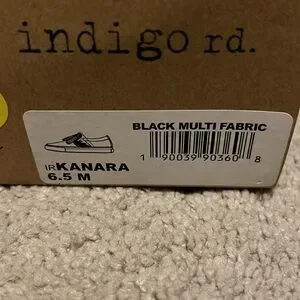 indigo rd.
BLACK MULTI FABRIC
1 90039 90360 8
IRKANARA
6.5 M